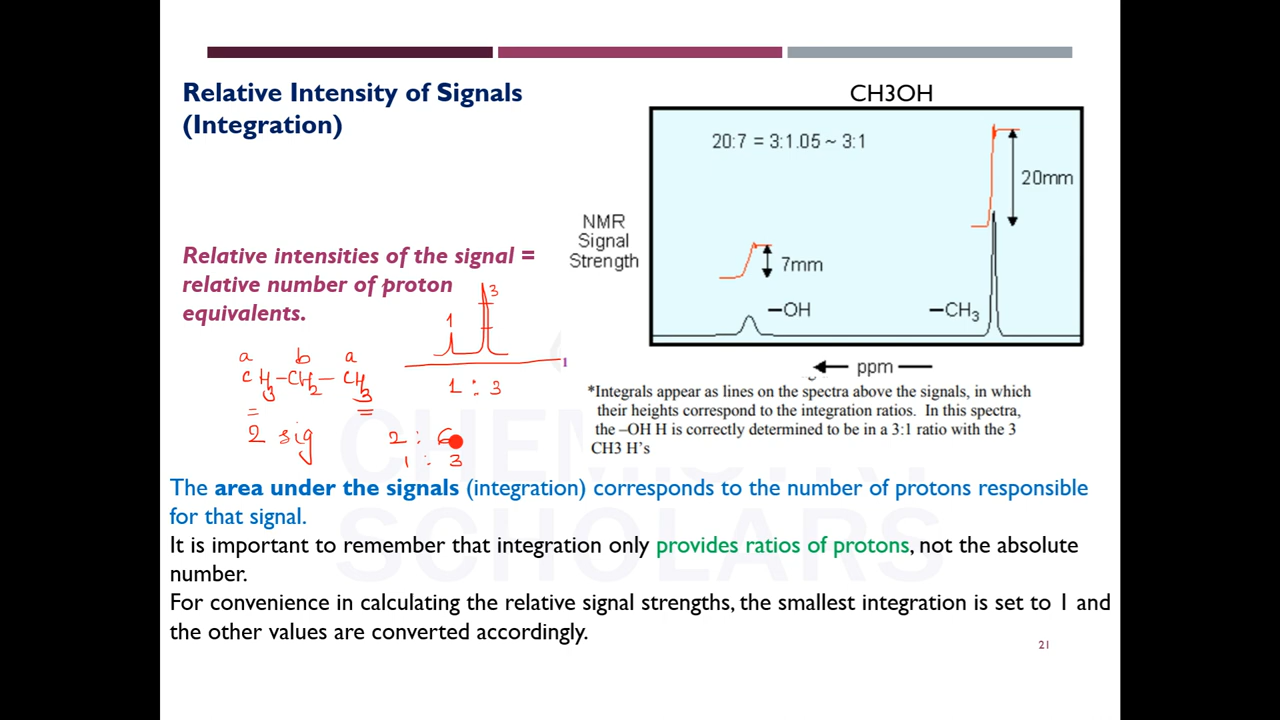 Relative Intensity of Signals
(Integration)
CH3OH
20:7 = 3:1.05 ~ 3:1
20mm
NMR
Signal
Strength
7mm
–OH
–CH3
ppm
Relative intensities of the signal =
relative number of proton
equivalents.
1
3
a b a
CH3–CH2–CH3
1 : 3
2 sig
2 : 6
1 : 3
1
*Integrals appear as lines on the spectra above the signals, in which
their heights correspond to the integration ratios. In this spectra,
the –OH H is correctly determined to be in a 3:1 ratio with the 3
CH3 H's
CHEMISTRY
SCHOLARS
The area under the signals (integration) corresponds to the number of protons responsible
for that signal.
It is important to remember that integration only provides ratios of protons, not the absolute
number.
For convenience in calculating the relative signal strengths, the smallest integration is set to 1 and
the other values are converted accordingly.
21